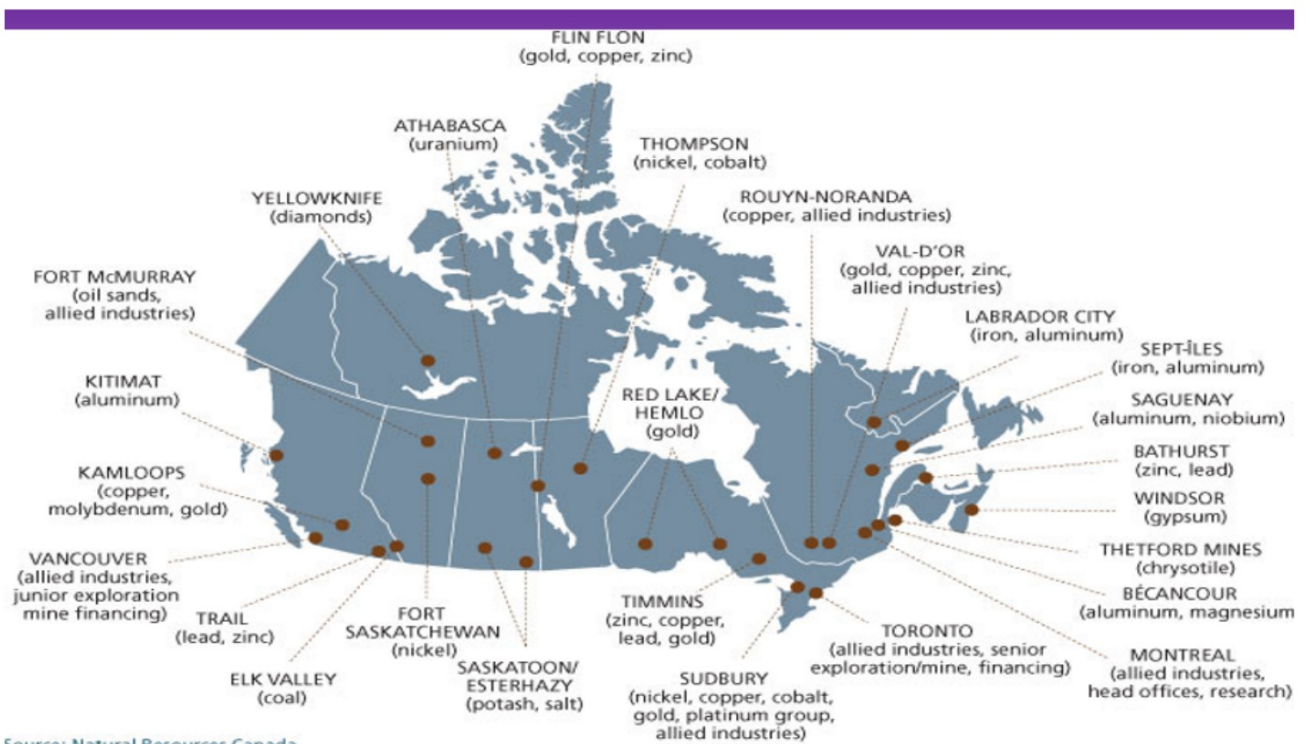 FLIN FLON
(gold, copper, zinc)
ATHABASCA
(uranium)
THOMPSON
(nickel, cobalt)
YELLOWKNIFE
(diamonds)
ROUYN-NORANDA
(copper, allied industries)
VAL-D'OR
(gold, copper, zinc,
allied industries)
FORT McMURRAY
(oil sands,
allied industries)
LABRADOR CITY
(iron, aluminum)
SEPT-ÎLES
(iron, aluminum)
KITIMAT
(aluminum)
RED LAKE/
HEMLO
(gold)
SAGUENAY
(aluminum, niobium)
BATHURST
(zinc, lead)
KAMLOOPS
(copper,
molybdenum, gold)
WINDSOR
(gypsum)
VANCOUVER
(allied industries,
junior exploration
mine financing)
THETFORD MINES
(chrysotile)
BÉCANCOUR
(aluminum, magnesium
TRAIL
(lead, zinc)
FORT
SASKATCHEWAN
(nickel)
TIMMINS
(zinc, copper,
lead, gold)
TORONTO
(allied industries, senior
exploration/mine, financing)
MONTREAL
(allied industries,
head offices, research)
ELK VALLEY
(coal)
SASKATOON/
ESTERHAZY
(potash, salt)
SUDBURY
(nickel, copper, cobalt,
gold, platinum group,
allied industries)
Source: Natural Resources Canada